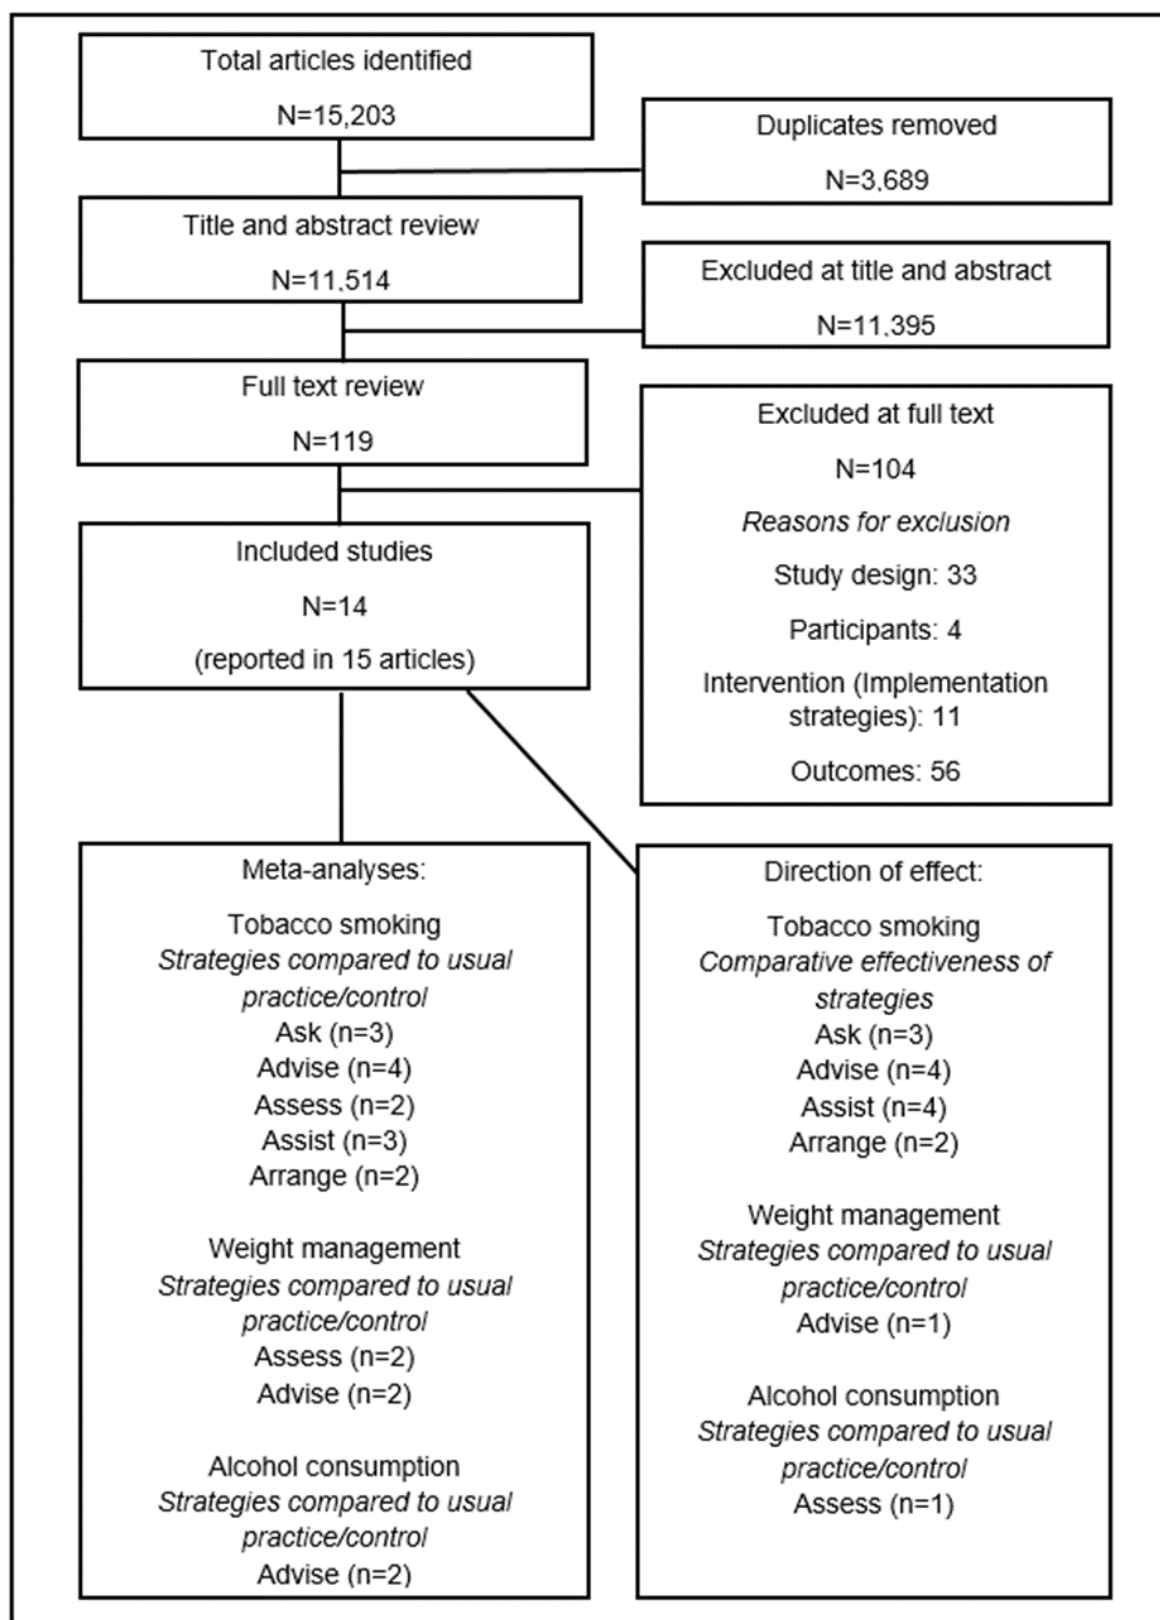 Total articles identified
N=15,203
Duplicates removed
N=3,689
Title and abstract review
N=11,514
Excluded at title and abstract
N=11,395
Full text review
N=119
Excluded at full text
N=104
Reasons for exclusion
Study design: 33
Participants: 4
Intervention (Implementation
strategies): 11
Outcomes: 56
Included studies
N=14
(reported in 15 articles)
Meta-analyses:
Tobacco smoking
Strategies compared to usual
practice/control
Ask (n=3)
Advise (n=4)
Assess (n=2)
Assist (n=3)
Arrange (n=2)
Weight management
Strategies compared to usual
practice/control
Assess (n=2)
Advise (n=2)
Alcohol consumption
Strategies compared to usual
practice/control
Advise (n=2)
Direction of effect:
Tobacco smoking
Comparative effectiveness of
strategies
Ask (n=3)
Advise (n=4)
Assist (n=4)
Arrange (n=2)
Weight management
Strategies compared to usual
practice/control
Advise (n=1)
Alcohol consumption
Strategies compared to usual
practice/control
Assess (n=1)